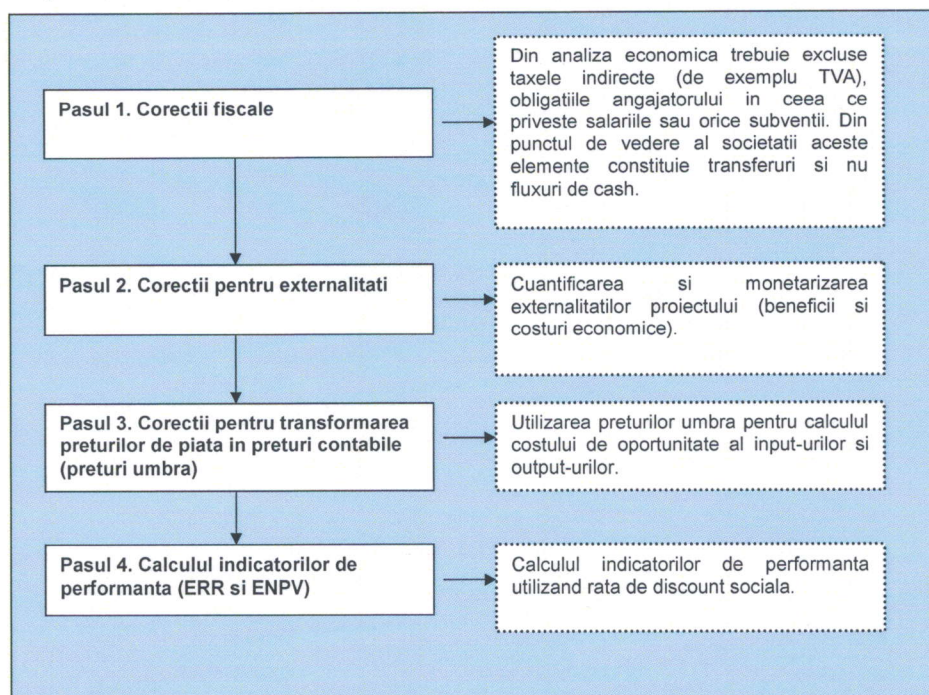 Pasul 1. Corectii fiscale
Din analiza economica trebuie excluse
taxele indirecte (de exemplu TVA),
obligatiile angajatorului in ceea ce
priveste salariile sau orice subventii. Din
punctul de vedere al societatii aceste
elemente constituie transferuri si nu
fluxuri de cash.
Pasul 2. Corectii pentru externalitati
Cuantificarea si monetarizarea
externalitatilor proiectului (beneficii si
costuri economice).
Pasul 3. Corectii pentru transformarea
preturilor de piata in preturi contabile
(preturi umbra)
Utilizarea preturilor umbra pentru calculul
costului de oportunitate al input-urilor si
output-urilor.
Pasul 4. Calculul indicatorilor de
performanta (ERR si ENPV)
Calculul indicatorilor de performanta
utilizand rata de discount sociala.